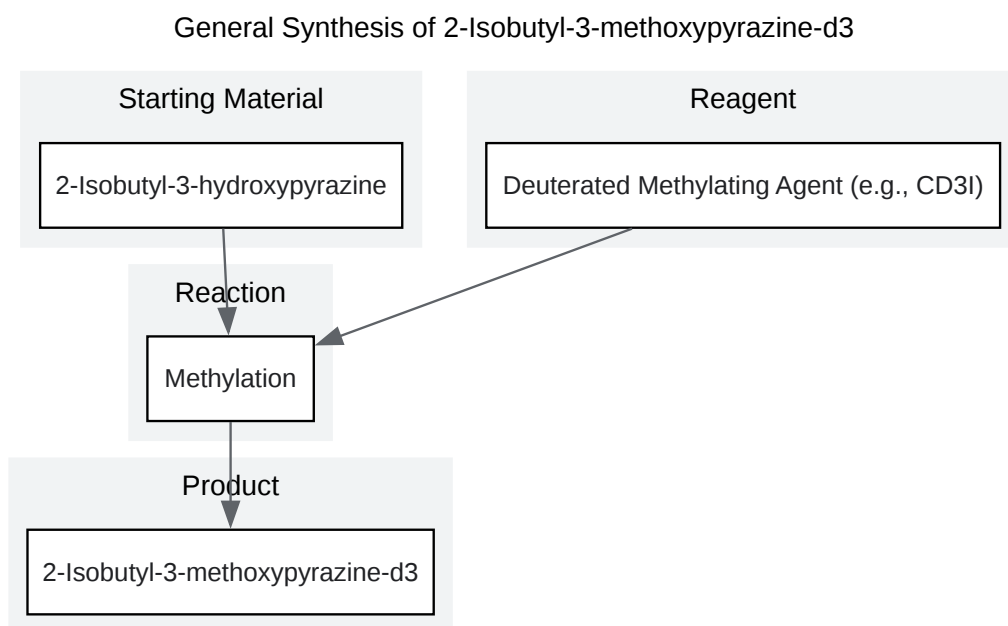 General Synthesis of 2-Isobutyl-3-methoxypyrazine-d3
Starting Material
Reagent
2-Isobutyl-3-hydroxypyrazine
Deuterated Methylating Agent (e.g., CD3I)
Reaction
Methylation
Product
2-Isobutyl-3-methoxypyrazine-d3